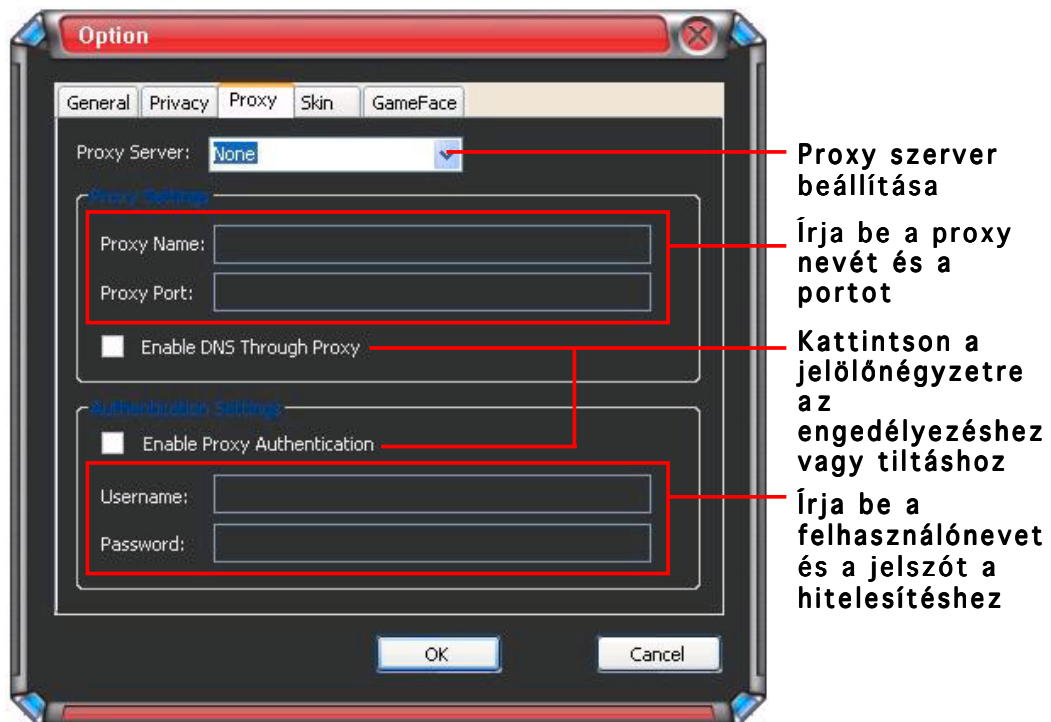 Option
General Privacy Proxy Skin GameFace
Proxy Server: None
Proxy Settings
Proxy Name:
Proxy Port:
Enable DNS Through Proxy
Authentication Settings
Enable Proxy Authentication
Username:
Password:
OK Cancel
Proxy szerver
beállítása
Írja be a proxy
nevét és a
portot
Kattintson a
jelölőnégyzetre
az
engedélyezéshez
vagy tiltáshoz
Írja be a
felhasználónevet
és a jelszót a
hitelesítéshez